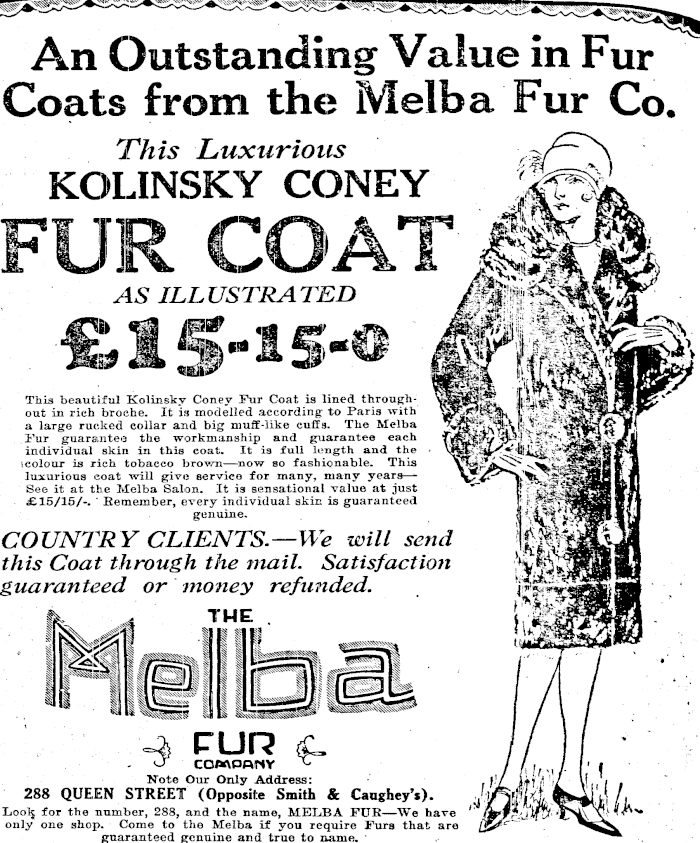 An Outstanding Value in Fur
Coats from the Melba Fur Co.
This Luxurious
KOLINSKY CONEY
FUR COAT
AS ILLUSTRATED
£15-15-0
This beautiful Kolinsky Coney Fur Coat is lined through-
out in rich broche. It is modelled according to Paris with
a large rucked collar and big muff-like cuffs. The Melba
Fur guarantee the workmanship and guarantee each
individual skin in this coat. It is full length and the
colour is rich tobacco brown—now so fashionable. This
luxurious coat will give service for many, many years—
See it at the Melba Salon. It is sensational value at just
£15/15/-. Remember, every individual skin is guaranteed
genuine.
COUNTRY CLIENTS.—We will send
this Coat through the mail. Satisfaction
guaranteed or money refunded.
THE
Melba
FUR
COMPANY
Note Our Only Address:
288 QUEEN STREET (Opposite Smith & Caughey's).
Look for the number, 288, and the name, MELBA FUR—We have
only one shop. Come to the Melba if you require Furs that are
guaranteed genuine and true to name.